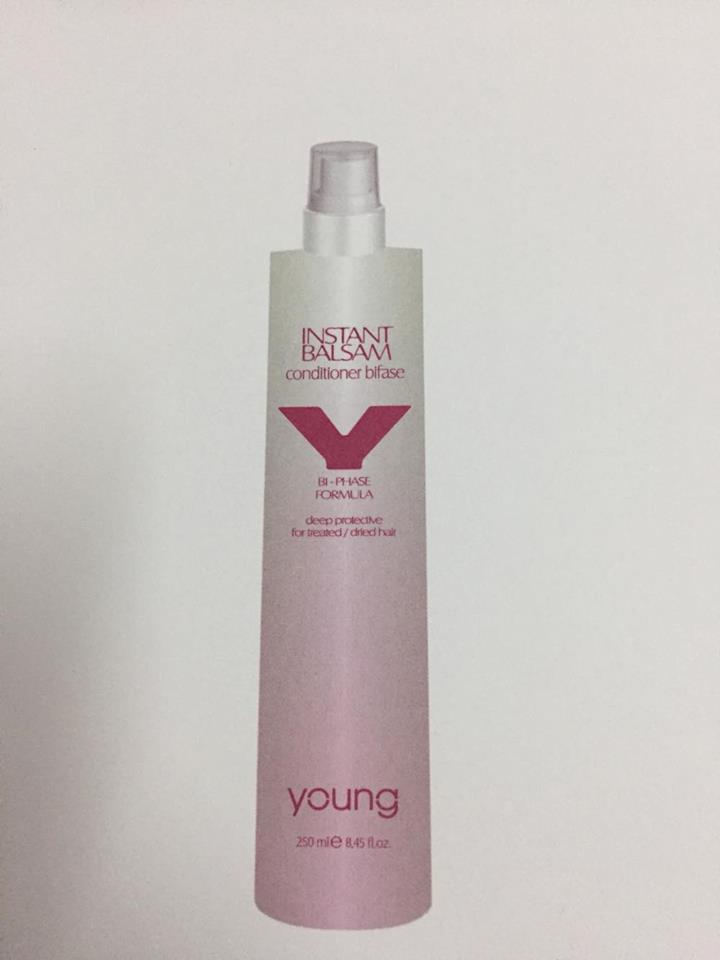 INSTANT
BALSAM
conditioner bifase
Y
BI-PHASE
FORMULA
deep protective
for treated / dried hair
young
250 ml e 8,45 fl.oz.